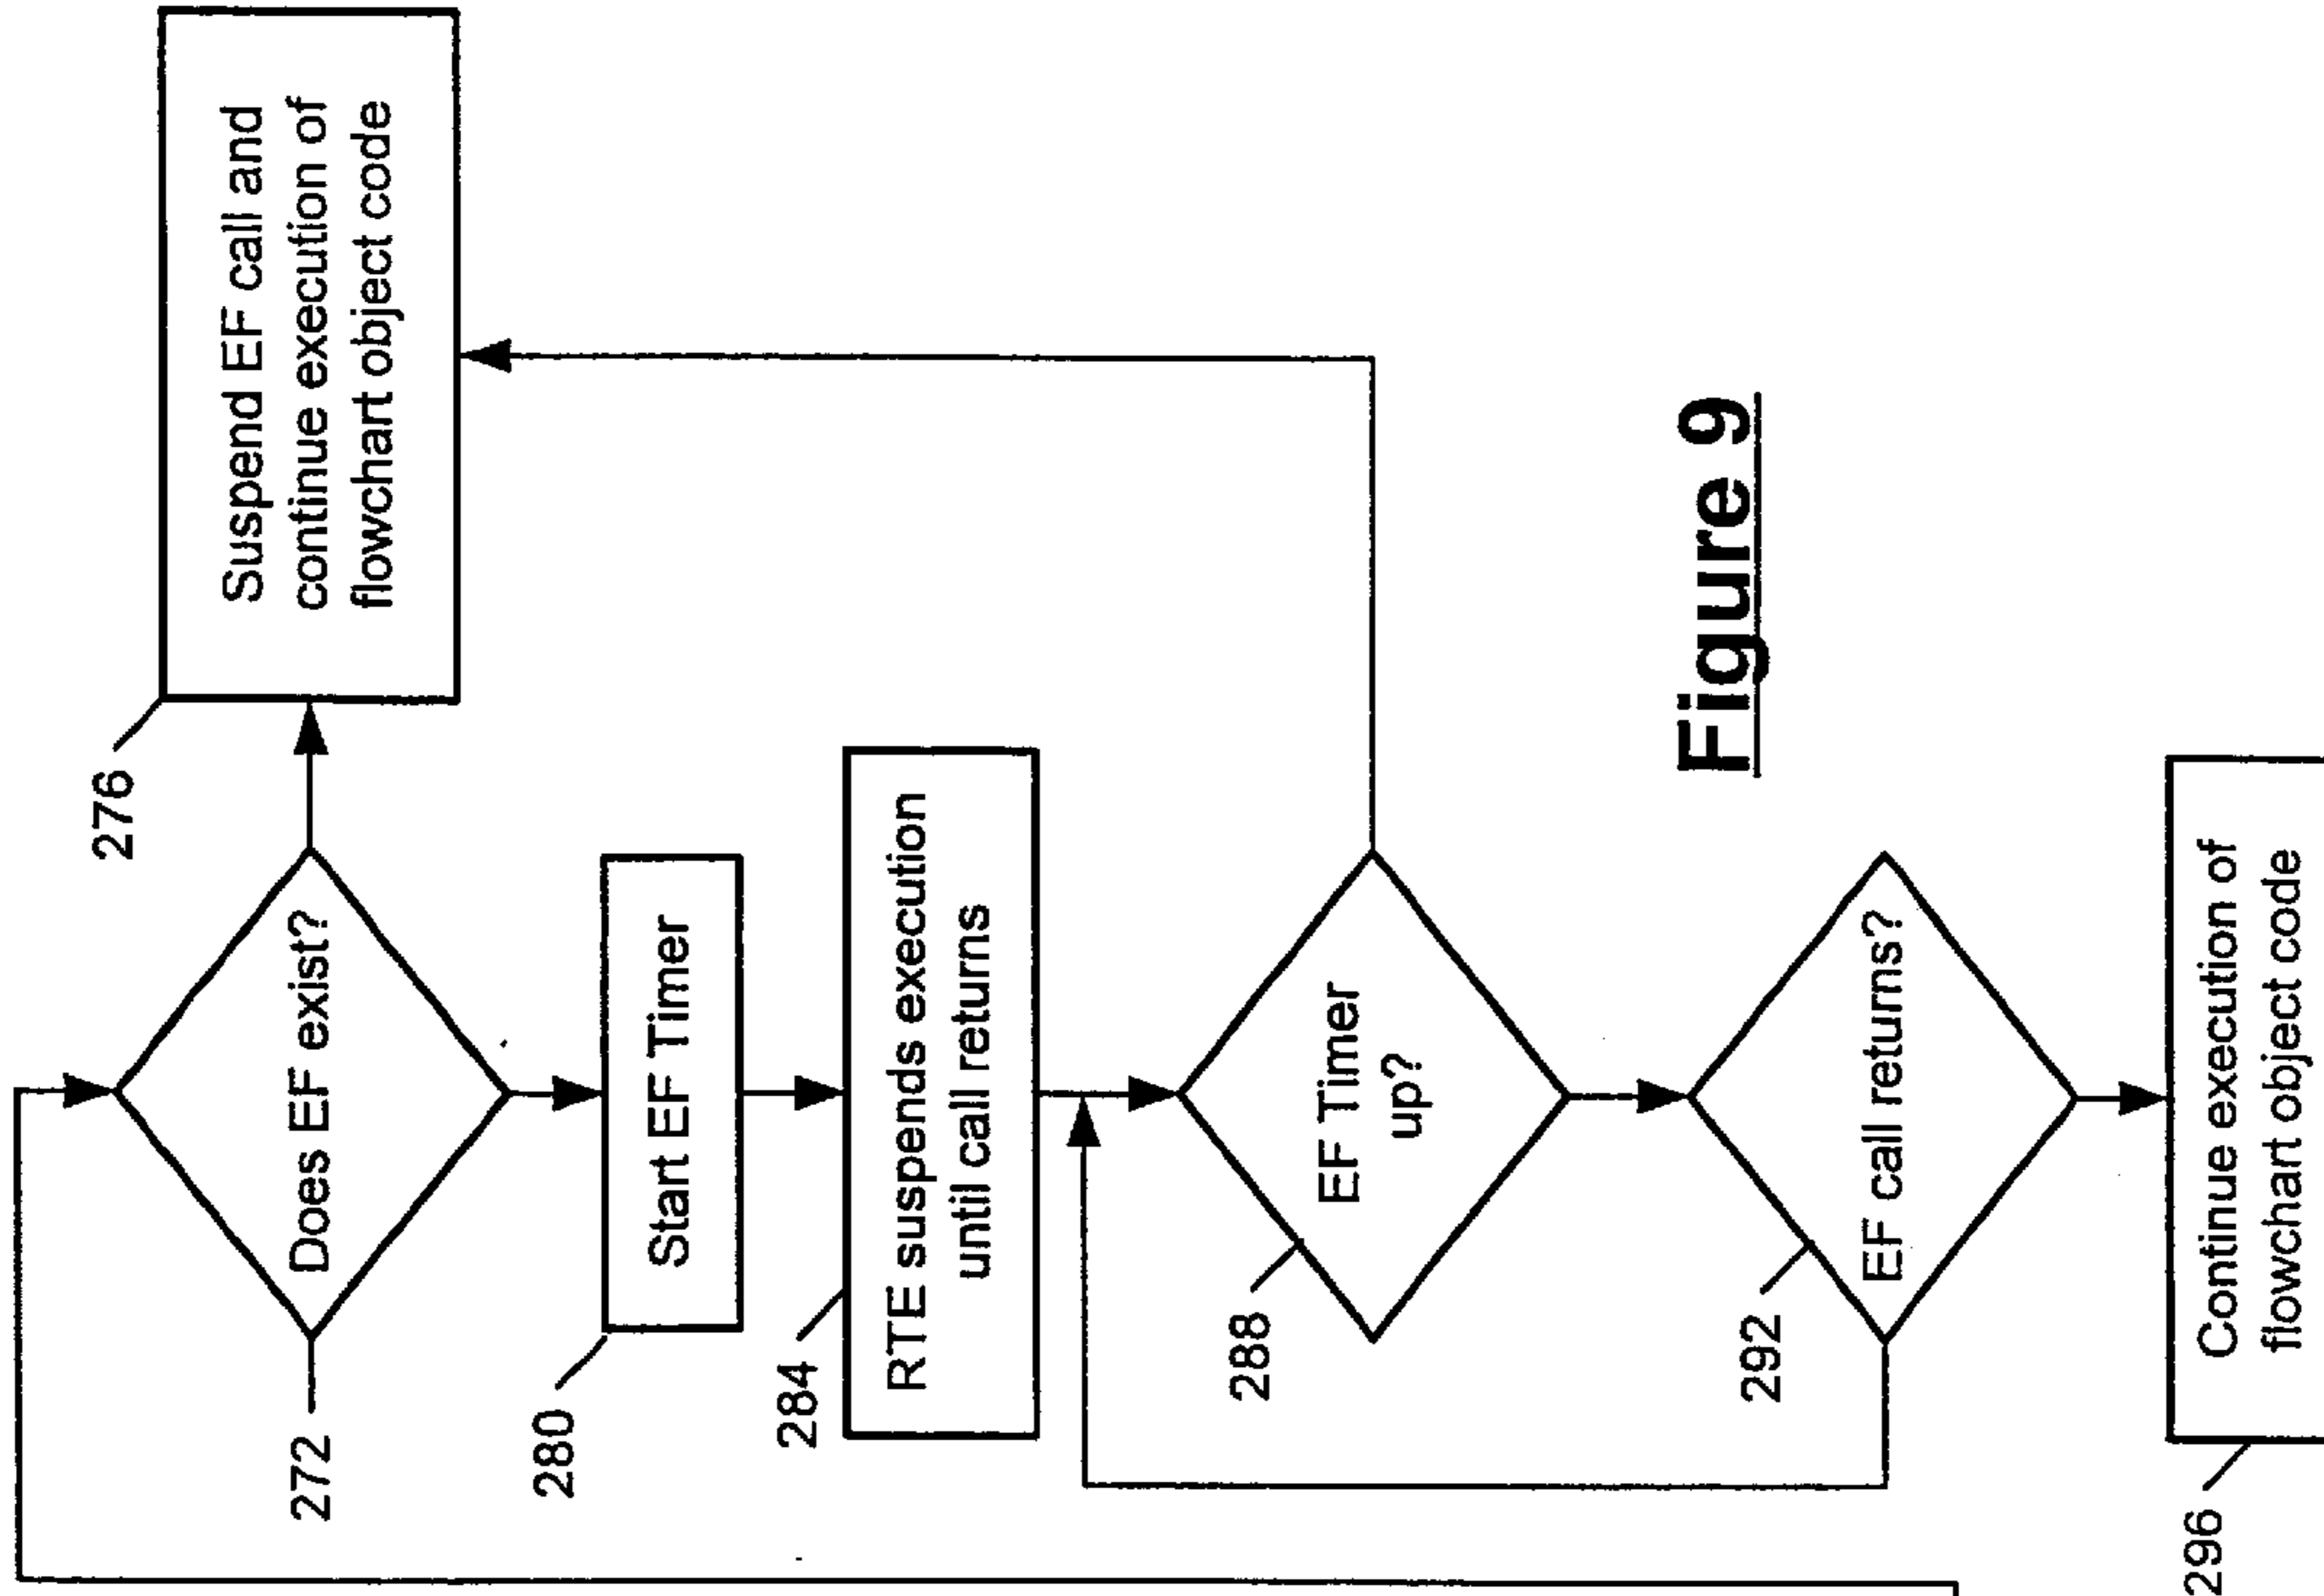 276
Suspend EF call and
continue execution of
flowchart object code
272
Does EF exist?
280
Start EF Timer
284
RTE suspends execution
until call returns
288
EF Timer
up?
292
EF call returns?
296
Continue execution of
flowchart object code
Figure 9